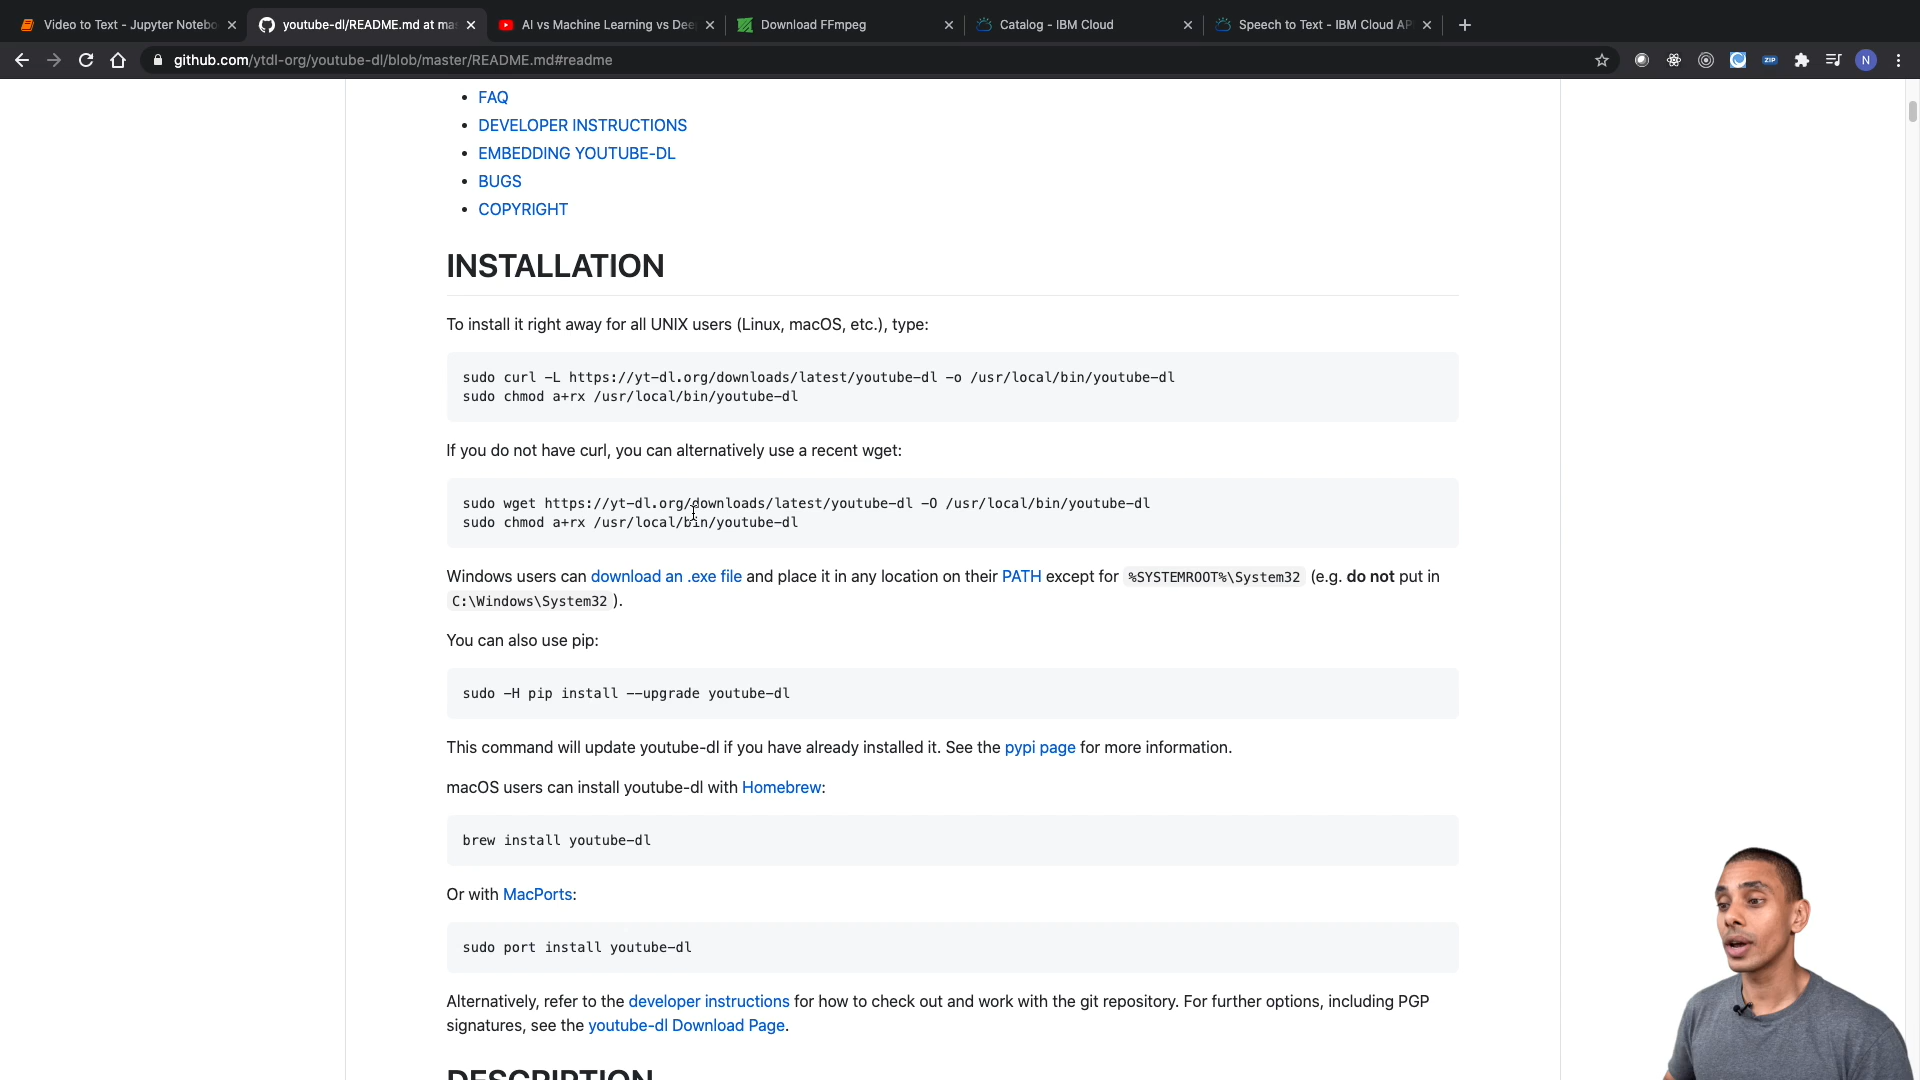 Video to Text - Jupyter Notebo
youtube-dl/README.md at ma
AI vs Machine Learning vs Dee
Download FFmpeg
Catalog - IBM Cloud
Speech to Text - IBM Cloud AP
github.com/ytdl-org/youtube-dl/blob/master/README.md#readme
ZIP
N
• FAQ
• DEVELOPER INSTRUCTIONS
• EMBEDDING YOUTUBE-DL
• BUGS
• COPYRIGHT
INSTALLATION
To install it right away for all UNIX users (Linux, macOS, etc.), type:
sudo curl -L https://yt-dl.org/downloads/latest/youtube-dl -o /usr/local/bin/youtube-dl
sudo chmod a+rx /usr/local/bin/youtube-dl
If you do not have curl, you can alternatively use a recent wget:
sudo wget https://yt-dl.org/downloads/latest/youtube-dl -O /usr/local/bin/youtube-dl
sudo chmod a+rx /usr/local/bin/youtube-dl
Windows users can download an .exe file and place it in any location on their PATH except for %SYSTEMROOT%\System32 (e.g. do not put in
C:\Windows\System32 ).
You can also use pip:
sudo -H pip install --upgrade youtube-dl
This command will update youtube-dl if you have already installed it. See the pypi page for more information.
macOS users can install youtube-dl with Homebrew:
brew install youtube-dl
Or with MacPorts:
sudo port install youtube-dl
Alternatively, refer to the developer instructions for how to check out and work with the git repository. For further options, including PGP
signatures, see the youtube-dl Download Page.
DESCRIPTION